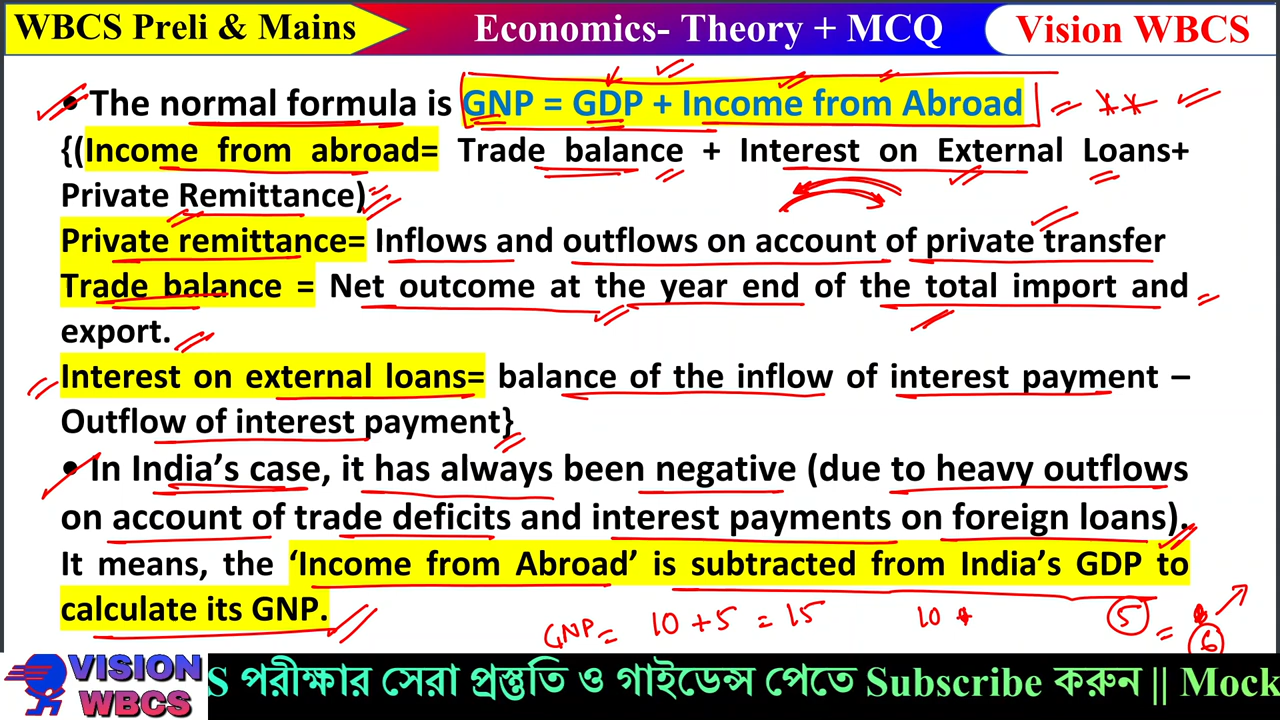 WBCS Preli & Mains
Economics- Theory + MCQ
Vision WBCS
• The normal formula is GNP = GDP + Income from Abroad
{(Income from abroad= Trade balance + Interest on External Loans+
Private Remittance)
Private remittance= Inflows and outflows on account of private transfer
Trade balance = Net outcome at the year end of the total import and
export.
Interest on external loans= balance of the inflow of interest payment –
Outflow of interest payment}
• In India’s case, it has always been negative (due to heavy outflows
on account of trade deficits and interest payments on foreign loans).
It means, the ‘Income from Abroad’ is subtracted from India’s GDP to
calculate its GNP.
GNP = 10 + 5 = 15 10 5 = 6
VISION
WBCS
S পরীক্ষার সেরা প্রস্তুতি ও গাইডেন্স পেতে Subscribe করুন || Mock